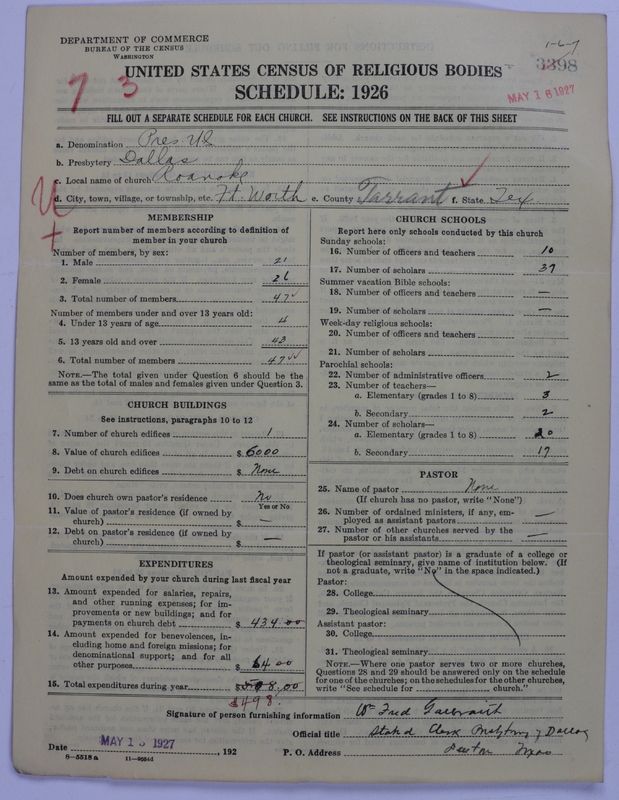 DEPARTMENT OF COMMERCE
BUREAU OF THE CENSUS
WASHINGTON
1-6-7
3398
7 3
UNITED STATES CENSUS OF RELIGIOUS BODIES
SCHEDULE: 1926
MAY 18 1927
FILL OUT A SEPARATE SCHEDULE FOR EACH CHURCH. SEE INSTRUCTIONS ON THE BACK OF THIS SHEET
a. Denomination Pres. US
b. Presbytery Dallas
c. Local name of church Roanoke
d. City, town, village, or township, etc. Ft. Worth e. County Tarrant f. State Tex
MEMBERSHIP
Report number of members according to definition of
member in your church
Number of members, by sex:
1. Male 21
2. Female 26
3. Total number of members 47
Number of members under and over 13 years old:
4. Under 13 years of age 4
5. 13 years old and over 43
6. Total number of members 47
NOTE.—The total given under Question 6 should be the
same as the total of males and females given under Question 3.
CHURCH BUILDINGS
See instructions, paragraphs 10 to 12
7. Number of church edifices 1
8. Value of church edifices $ 6000
9. Debt on church edifices $ None
10. Does church own pastor's residence No
Yes or No
11. Value of pastor's residence (if owned by
church) $ —
12. Debt on pastor's residence (if owned by
church) $ —
EXPENDITURES
Amount expended by your church during last fiscal year
13. Amount expended for salaries, repairs,
and other running expenses; for im-
provements or new buildings; and for
payments on church debt $ 434.00
14. Amount expended for benevolences, in-
cluding home and foreign missions; for
denominational support; and for all
other purposes 64.00
15. Total expenditures during year $ 8.00
$498.
CHURCH SCHOOLS
Report here only schools conducted by this church
Sunday schools:
16. Number of officers and teachers 10
17. Number of scholars 37
Summer vacation Bible schools:
18. Number of officers and teachers —
19. Number of scholars —
Week-day religious schools:
20. Number of officers and teachers
21. Number of scholars
Parochial schools:
22. Number of administrative officers 2
23. Number of teachers—
a. Elementary (grades 1 to 8) 3
b. Secondary 2
24. Number of scholars—
a. Elementary (grades 1 to 8) 20
b. Secondary 17
PASTOR
25. Name of pastor None
(If church has no pastor, write "None")
26. Number of ordained ministers, if any, em-
ployed as assistant pastors —
27. Number of other churches served by the
pastor or his assistants —
If pastor (or assistant pastor) is a graduate of a college or
theological seminary, give name of institution below. (If
not a graduate, write "No" in the space indicated.)
Pastor:
28. College
29. Theological seminary
Assistant pastor:
30. College
31. Theological seminary
NOTE.—Where one pastor serves two or more churches,
Questions 28 and 29 should be answered only on the schedule
for one of the churches; on the schedules for the other churches,
write "See schedule for church."
Signature of person furnishing information Wm Fred
Official title Stated Clerk Presbytery of Dallas
Date MAY 13 1927, 192 P. O. Address Denton Texas
8-5518a 11-9554d